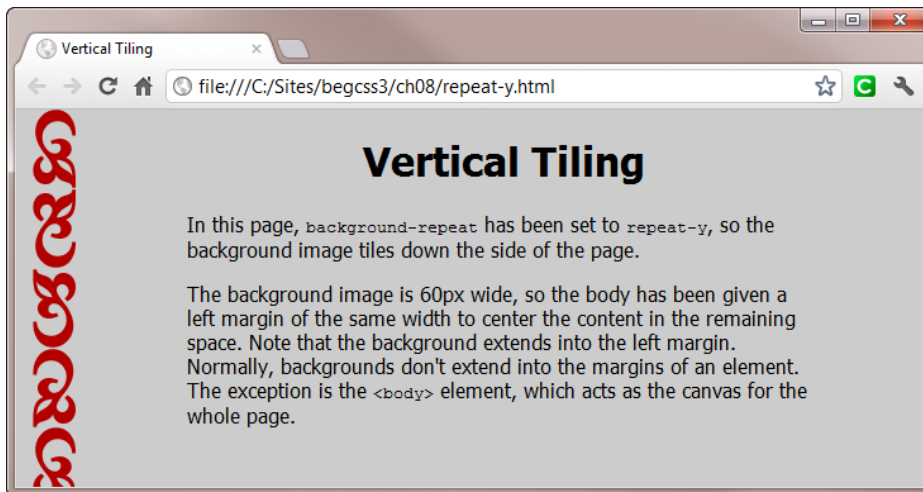 Vertical Tiling
file:///C:/Sites/begcss3/ch08/repeat-y.html
Vertical Tiling
In this page, background-repeat has been set to repeat-y, so the
background image tiles down the side of the page.
The background image is 60px wide, so the body has been given a
left margin of the same width to center the content in the remaining
space. Note that the background extends into the left margin.
Normally, backgrounds don't extend into the margins of an element.
The exception is the <body> element, which acts as the canvas for the
whole page.